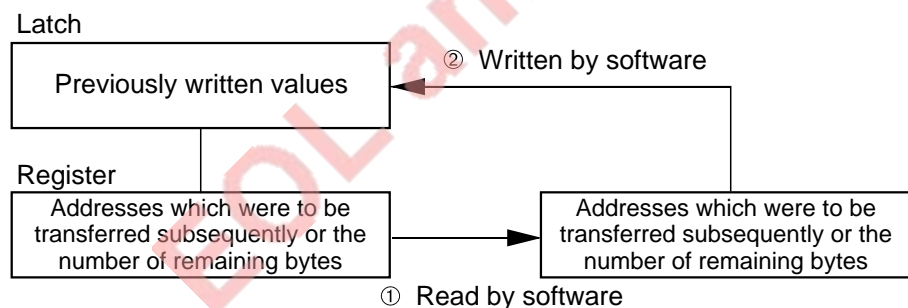 Latch
Previously written values
② Written by software
Register
Addresses which were to be
transferred subsequently or the
number of remaining bytes
Addresses which were to be
transferred subsequently or the
number of remaining bytes
① Read by software
EOL an